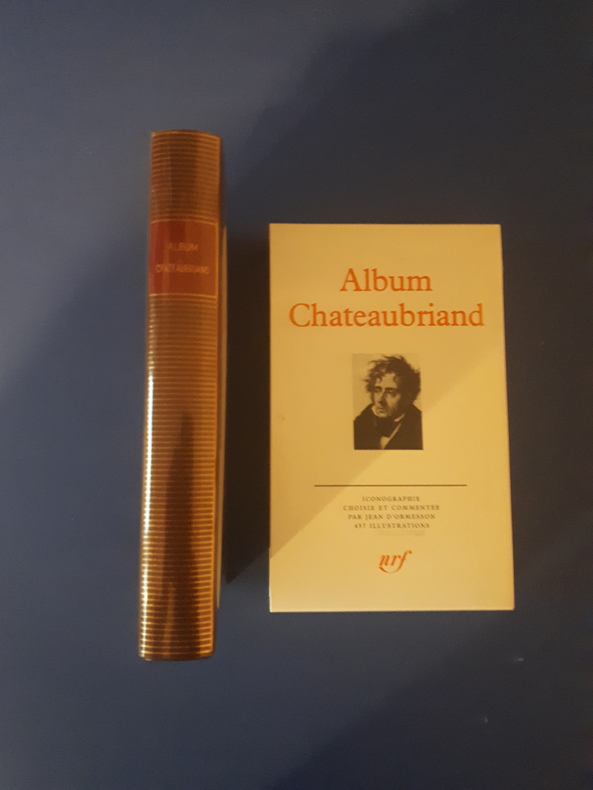 ALBUM
CHATEAUBRIAND
Album
Chateaubriand
ICONOGRAPHIE
CHOISIE ET COMMENTÉE
PAR JEAN D'ORMESSON
457 ILLUSTRATIONS
nrf